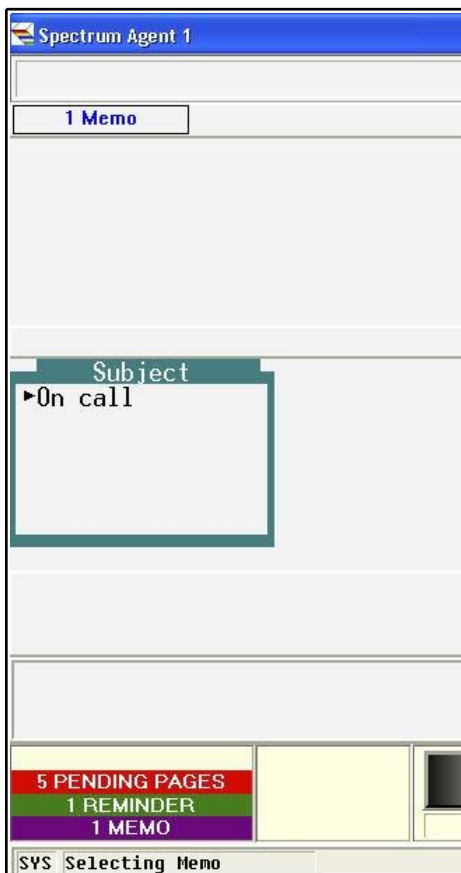 Spectrum Agent 1
1 Memo
Subject
►On call
5 PENDING PAGES
1 REMINDER
1 MEMO
SYS Selecting Memo